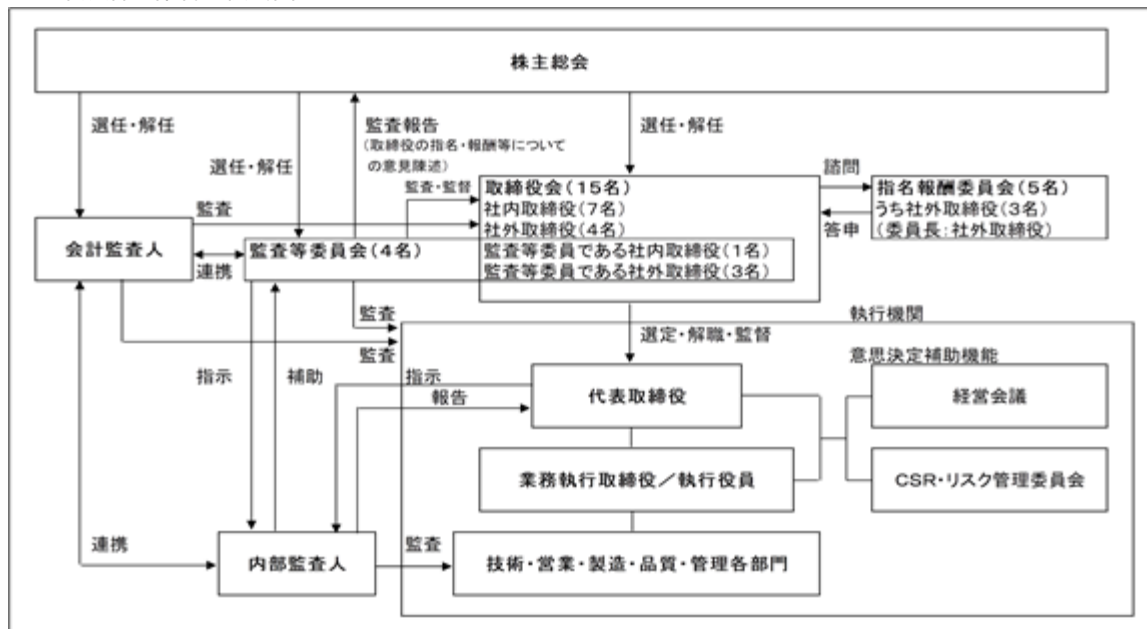 株主総会
選任・解任
選任・解任
監査報告
(取締役の指名・報酬等について
の意見陳述)
選任・解任
監査・監督
監査
会計監査人
連携
監査等委員会(4名)
取締役会(15名)
社内取締役(7名)
社外取締役(4名)
監査等委員である社内取締役(1名)
監査等委員である社外取締役(3名)
諮問
答申
指名報酬委員会(5名)
うち社外取締役(3名)
(委員長:社外取締役)
監査
監査
選定・解職・監督
執行機関
意思決定補助機能
指示
補助
指示
報告
代表取締役
経営会議
業務執行取締役/執行役員
CSR・リスク管理委員会
連携
内部監査人
監査
技術・営業・製造・品質・管理各部門